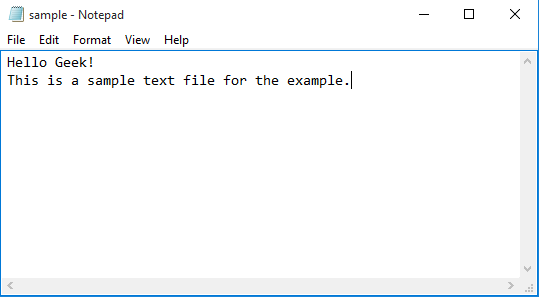 sample - Notepad
File Edit Format View Help
Hello Geek!
This is a sample text file for the example.